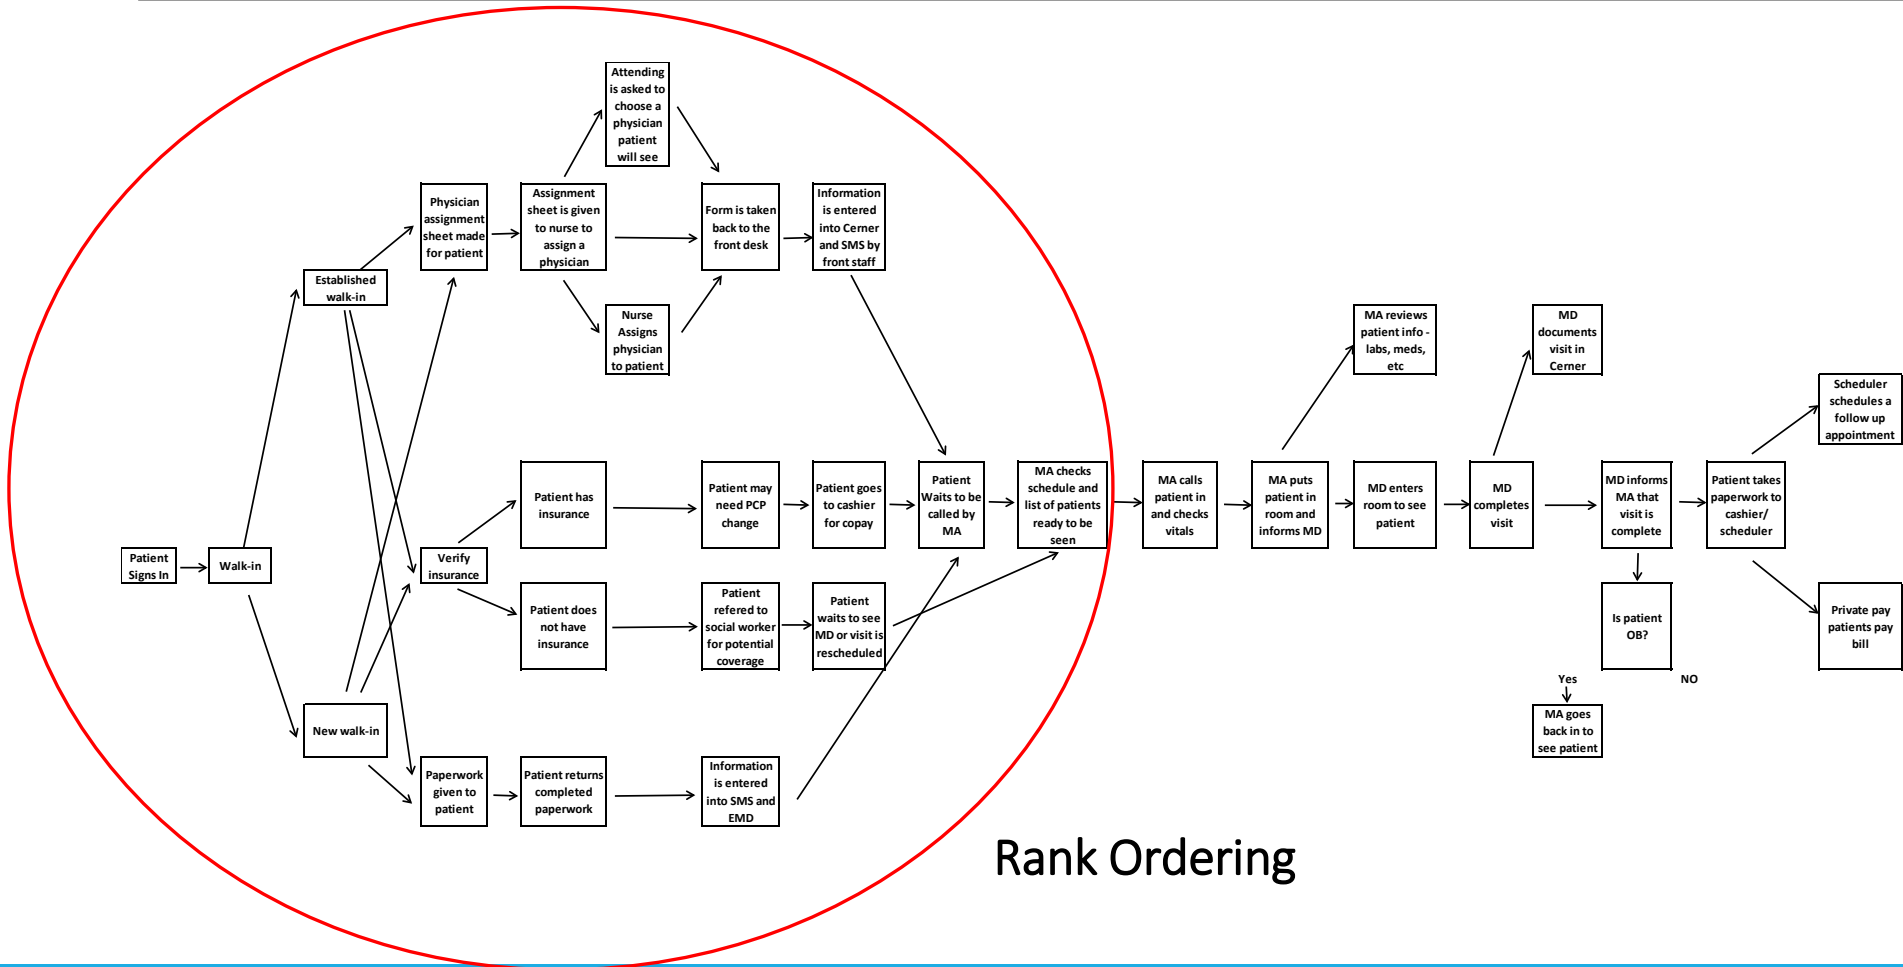 Attending
is asked to
choose a
physician
patient
will see
Physician
assignment
sheet made
for patient
Assignment
sheet is given
to nurse to
assign a
physician
Form is taken
back to the
front desk
Information
is entered
into Cerner
and SMS by
front staff
Established
walk-in
Nurse
Assigns
physician
to patient
MA reviews
patient info -
labs, meds,
etc
MD
documents
visit in
Cerner
Scheduler
schedules a
follow up
appointment
Patient has
insurance
Patient may
need PCP
change
Patient goes
to cashier
for copay
Patient
Waits to be
called by
MA
MA checks
schedule and
list of patients
ready to be
seen
MA calls
patient in
and checks
vitals
MA puts
patient in
room and
informs MD
MD enters
room to see
patient
MD
completes
visit
MD informs
MA that
visit is
complete
Patient takes
paperwork to
cashier/
scheduler
Patient
Signs In
Walk-in
Verify
insurance
Patient does
not have
insurance
Patient
refered to
social worker
for potential
coverage
Patient
waits to see
MD or visit is
rescheduled
Is patient
OB?
Private pay
patients pay
bill
Yes
NO
New walk-in
MA goes
back in to
see patient
Paperwork
given to
patient
Patient returns
completed
paperwork
Information
is entered
into SMS and
EMD
Rank Ordering